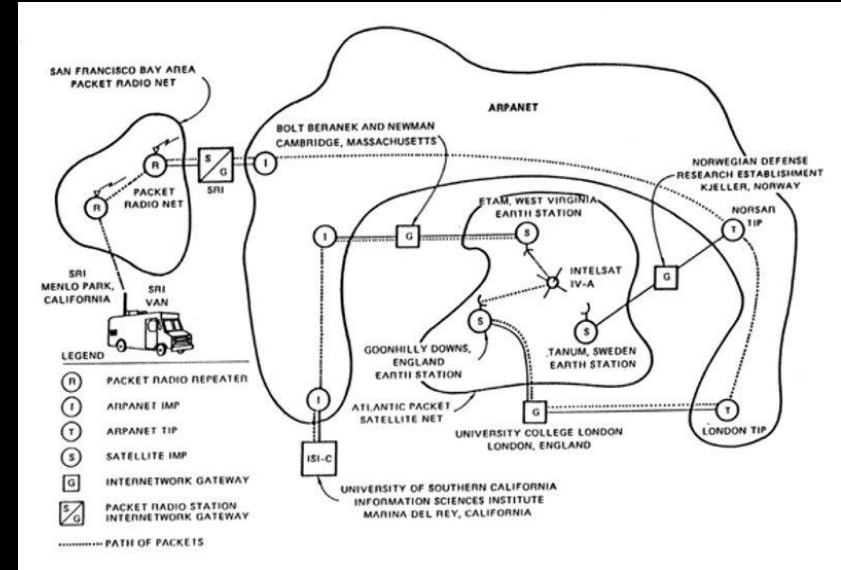 SAN FRANCISCO BAY AREA
PACKET RADIO NET
ARPANET
BOLT BERANEK AND NEWMAN
CAMBRIDGE, MASSACHUSETTS
NORWEGIAN DEFENSE
RESEARCH ESTABLISHMENT
KJELLER, NORWAY
R
PACKET
RADIO NET
S/G
SRI
I
R
ETAM, WEST VIRGINIA
EARTH STATION
NORSAR
TIP
T
I
G
S
INTELSAT
IV-A
G
SRI
MENLO PARK,
CALIFORNIA
SRI
VAN
S
GOONHILLY DOWNS,
ENGLAND
EARTH STATION
S
TANUM, SWEDEN
EARTH STATION
I
ATLANTIC PACKET
SATELLITE NET
G
UNIVERSITY COLLEGE LONDON
LONDON, ENGLAND
T
LONDON TIP
ISI-C
UNIVERSITY OF SOUTHERN CALIFORNIA
INFORMATION SCIENCES INSTITUTE
MARINA DEL REY, CALIFORNIA
LEGEND
R PACKET RADIO REPEATER
I ARPANET IMP
T ARPANET TIP
S SATELLITE IMP
G INTERNETWORK GATEWAY
S/G PACKET RADIO STATION
INTERNETWORK GATEWAY
PATH OF PACKETS